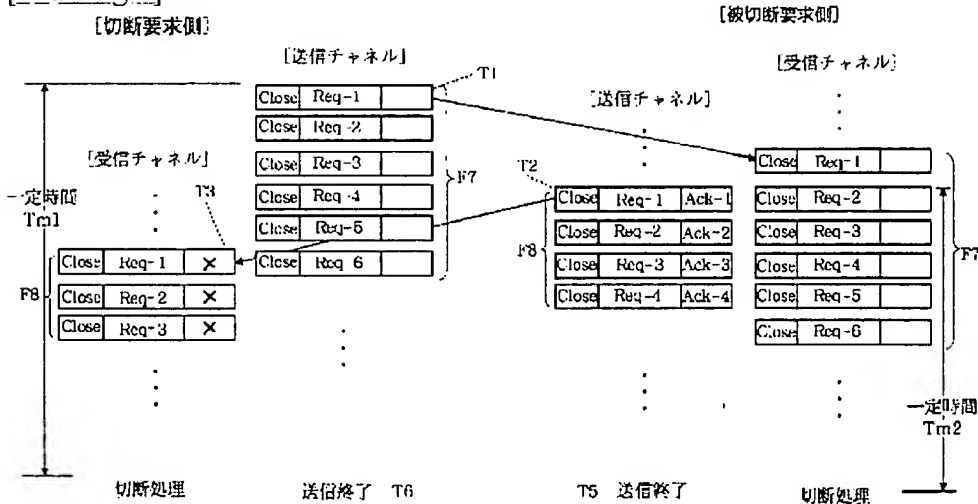 [切断要求側]
[被切断要求側]
[送信チャネル]
[受信チャネル]
T1
[送信チャネル]
Close Req-1
Close Req-2
[受信チャネル]
Close Req-3
F7
T2
Close Req-1
一定時間
Tm1
T3
Close Req-4
Close Req-1 Ack-1
Close Req-2
Close Req-5
F8
Close Req-2 Ack-2
Close Req-3
F7
F8
Close Req-1 ×
Close Req 6
Close Req-3 Ack-3
Close Req-4
Close Req-2 ×
Close Req-4 Ack-4
Close Req-5
Close Req-3 ×
Close Req-6
一定時間
Tm2
切断処理
送信終了 T6
T5 送信終了
切断処理